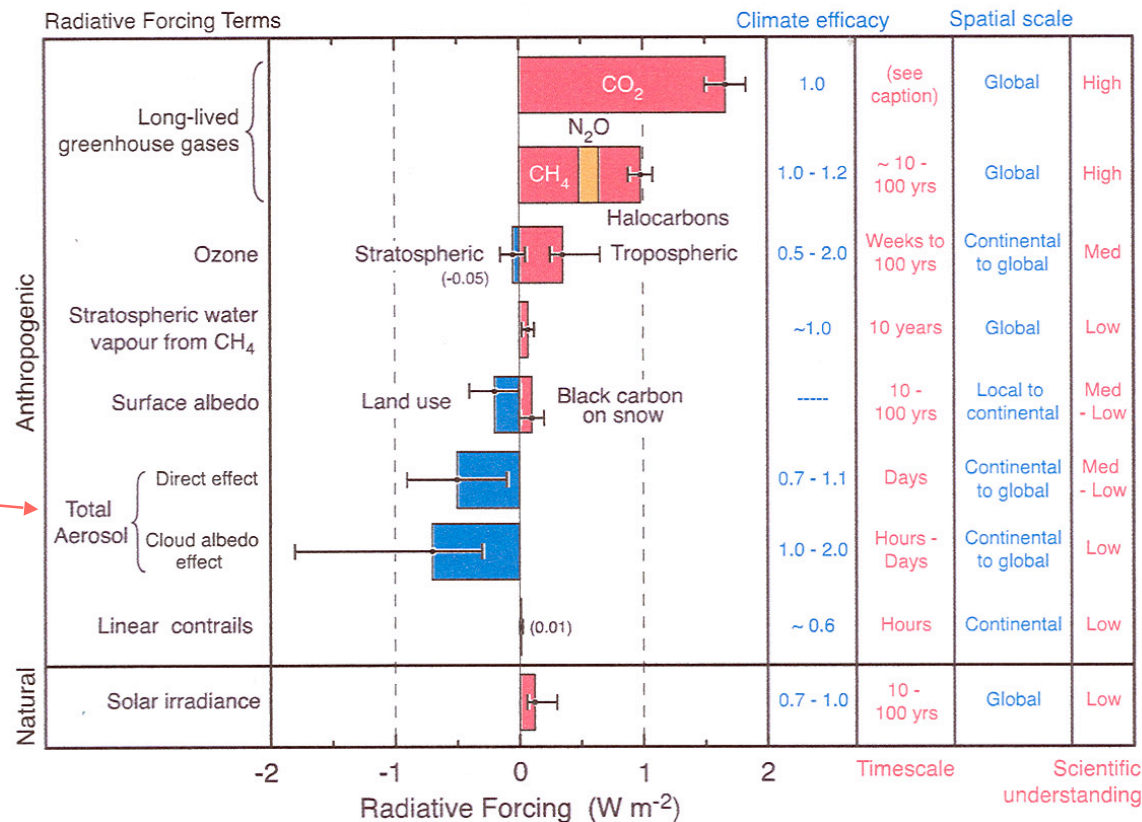 Radiative Forcing Terms
Climate efficacy
Spatial scale
Anthropogenic
Long-lived
greenhouse gases
CO₂
1.0
(see
caption)
Global
High
N₂O
CH₄
Halocarbons
1.0 - 1.2
~ 10 -
100 yrs
Global
High
Ozone
Stratospheric
(-0.05)
Tropospheric
0.5 - 2.0
Weeks to
100 yrs
Continental
to global
Med
Stratospheric water
vapour from CH₄
~1.0
10 years
Global
Low
Surface albedo
Land use
Black carbon
on snow
-----
10 -
100 yrs
Local to
continental
Med
- Low
Total
Aerosol
Direct effect
0.7 - 1.1
Days
Continental
to global
Med
- Low
Cloud albedo
effect
1.0 - 2.0
Hours -
Days
Continental
to global
Low
Linear contrails
(0.01)
~ 0.6
Hours
Continental
Low
Natural
Solar irradiance
0.7 - 1.0
10 -
100 yrs
Global
Low
-2
-1
0
1
2
Radiative Forcing (W m⁻²)
Timescale
Scientific
understanding